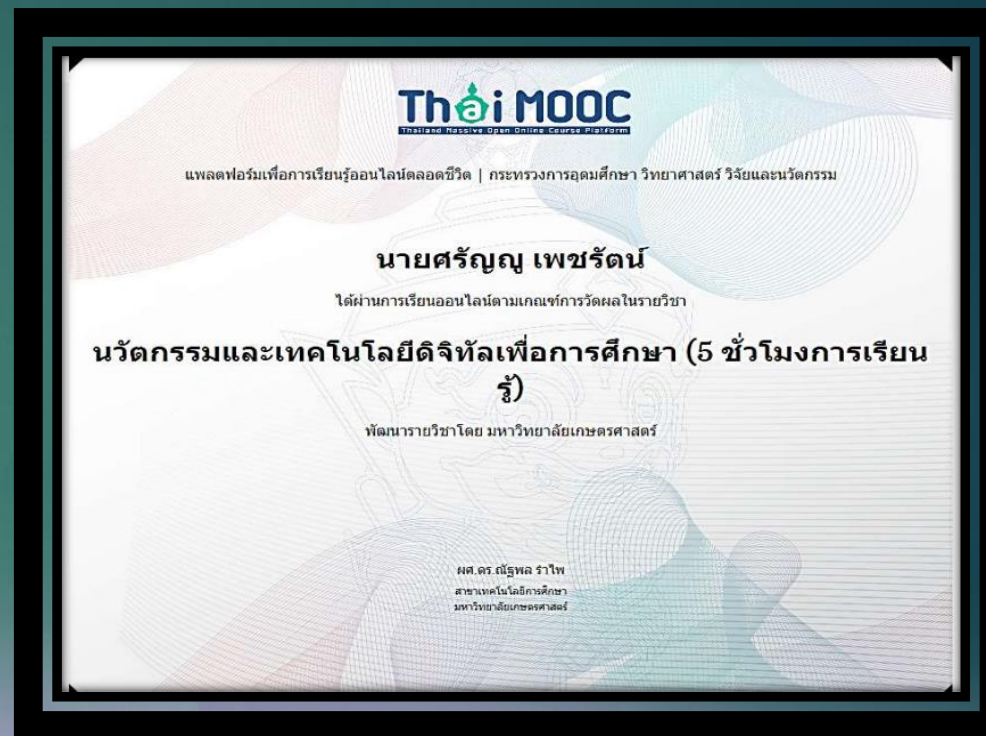 Thai MOOC
Thailand Massive Open Online Course Platform
แพลตฟอร์มเพื่อการเรียนรู้ออนไลน์ตลอดชีวิต | กระทรวงการอุดมศึกษา วิทยาศาสตร์ วิจัยและนวัตกรรม
นายศรัญญู เพชรัตน์
ได้ผ่านการเรียนออนไลน์ตามเกณฑ์การวัดผลในรายวิชา
นวัตกรรมและเทคโนโลยีดิจิทัลเพื่อการศึกษา (5 ชั่วโมงการเรียน
รู้)
พัฒนารายวิชาโดย มหาวิทยาลัยเกษตรศาสตร์
ผศ.ดร.ณัฐพล รำไพ
สาขาเทคโนโลยีการศึกษา
มหาวิทยาลัยเกษตรศาสตร์